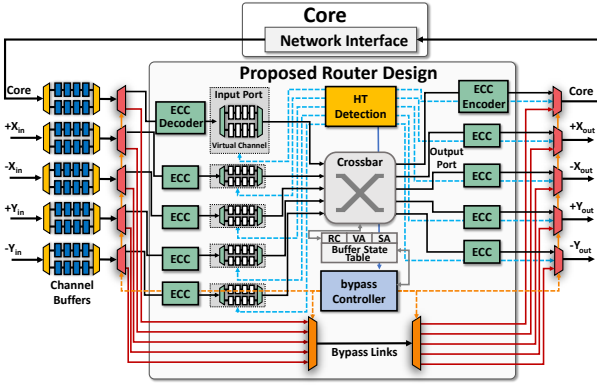 Core
Network Interface
Proposed Router Design
Core
+Xin
-Xin
+Yin
-Yin
Channel
Buffers
ECC
Decoder
Input Port
Virtual Channel
ECC
ECC
ECC
ECC
HT
Detection
Crossbar
RC VA SA
Buffer State
Table
bypass
Controller
Bypass Links
ECC
Encoder
Output
Port
ECC
ECC
ECC
ECC
Core
+Xout
-Xout
+Yout
-Yout